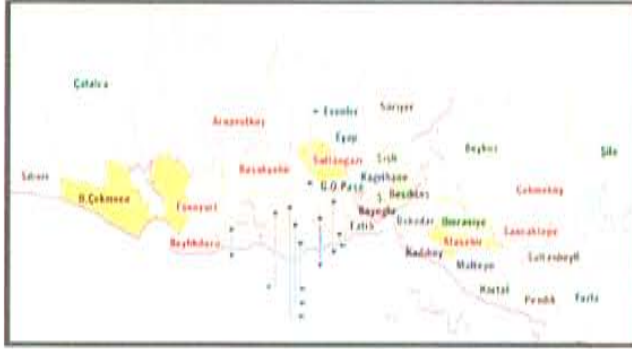 Çatalca
Esenler
Sarıyer
Arnavutköy
Eyüp
Beykoz
Şile
Sultangazi
Şişli
Silivri
Başakşehir
Kağıthane
Çekmeköy
B.Çekmece
G.O.Paşa
Beşiktaş
Esenyurt
Beyoğlu
Üsküdar
Ümraniye
Fatih
Sancaktepe
Beylikdüzü
Ataşehir
Kadıköy
Sultanbeyli
Maltepe
Kartal
Pendik
Tuzla